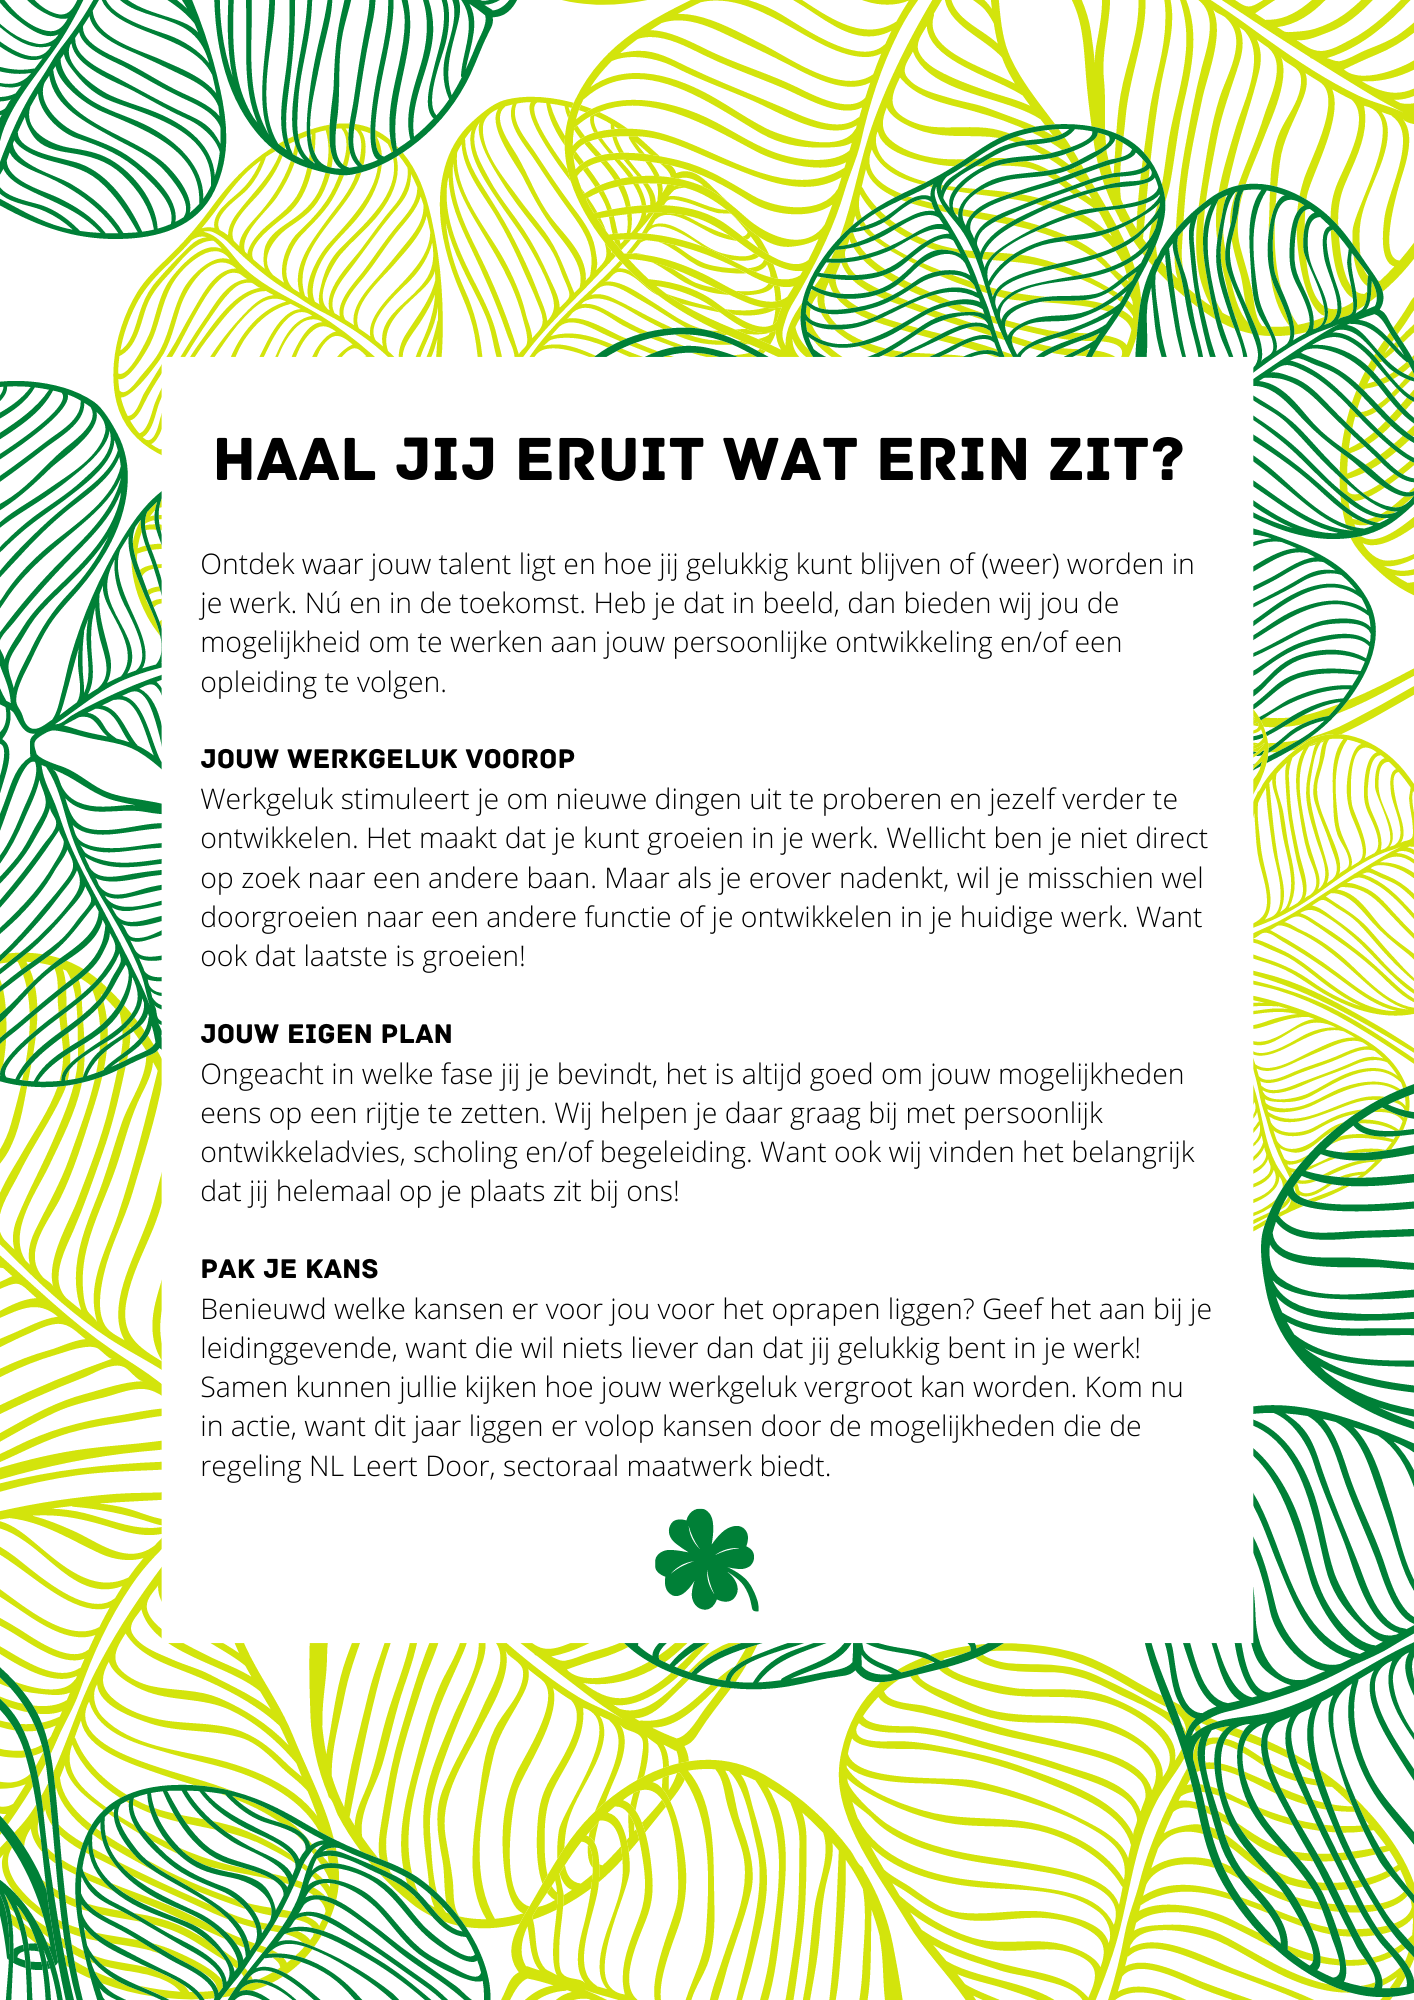 HAAL JIJ ERUIT WAT ERIN ZIT?
Ontdek waar jouw talent ligt en hoe jij gelukkig kunt blijven of (weer) worden in
je werk. Nú en in de toekomst. Heb je dat in beeld, dan bieden wij jou de
mogelijkheid om te werken aan jouw persoonlijke ontwikkeling en/of een
opleiding te volgen.
JOUW WERKGELUK VOOROP
Werkgeluk stimuleert je om nieuwe dingen uit te proberen en jezelf verder te
ontwikkelen. Het maakt dat je kunt groeien in je werk. Wellicht ben je niet direct
op zoek naar een andere baan. Maar als je erover nadenkt, wil je misschien wel
doorgroeien naar een andere functie of je ontwikkelen in je huidige werk. Want
ook dat laatste is groeien!
JOUW EIGEN PLAN
Ongeacht in welke fase jij je bevindt, het is altijd goed om jouw mogelijkheden
eens op een rijtje te zetten. Wij helpen je daar graag bij met persoonlijk
ontwikkeladvies, scholing en/of begeleiding. Want ook wij vinden het belangrijk
dat jij helemaal op je plaats zit bij ons!
PAK JE KANS
Benieuwd welke kansen er voor jou voor het oprapen liggen? Geef het aan bij je
leidinggevende, want die wil niets liever dan dat jij gelukkig bent in je werk!
Samen kunnen jullie kijken hoe jouw werkgeluk vergroot kan worden. Kom nu
in actie, want dit jaar liggen er volop kansen door de mogelijkheden die de
regeling NL Leert Door, sectoraal maatwerk biedt.